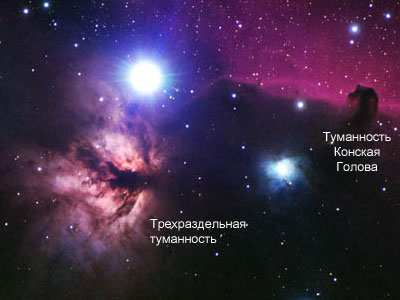 Туманность
Конская
Голова
Трехраздельная
туманность